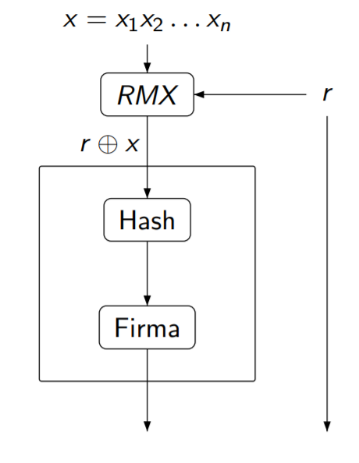 x = x₁x₂ … xₙ
RMX
r
r ⊕ x
Hash
Firma